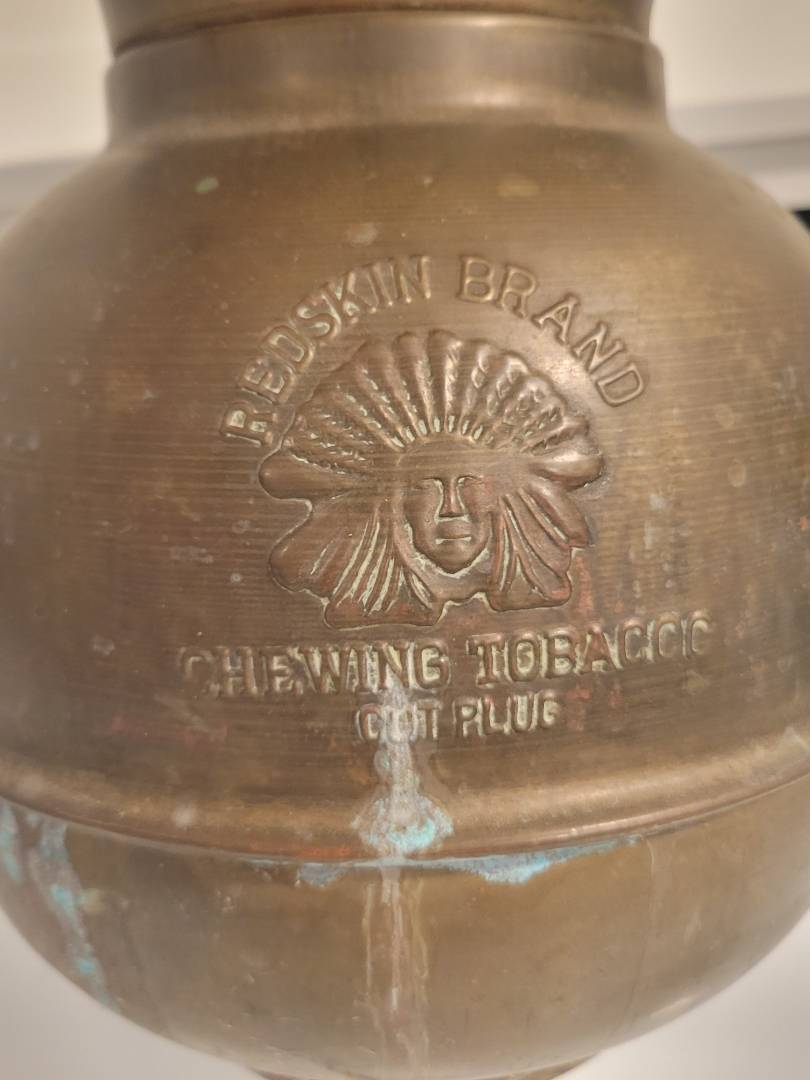 REDSKIN BRAND
CHEWING TOBACCO
CUT PLUG